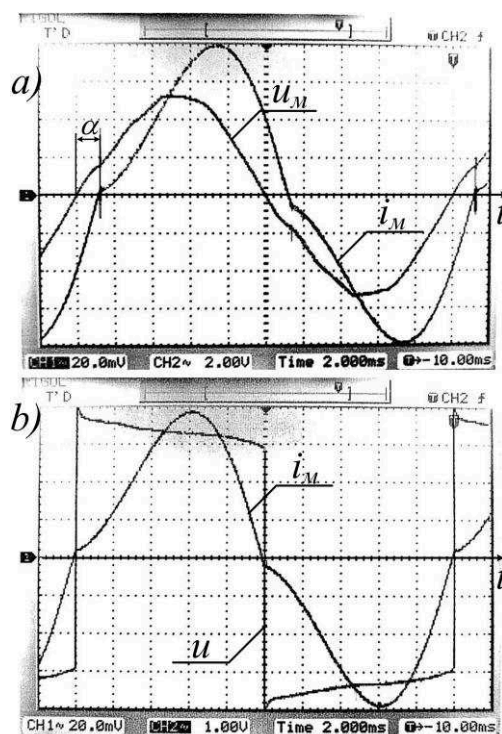 RIGOL
T'D
CH2 f
a)
α
u_M
i_M
t
CH1~ 20.0mV CH2~ 2.00V Time 2.000ms T→-10.00ms
T'D
CH2 f
b)
i_M
t
u
CH1~ 20.0mV CH2~ 1.00V Time 2.000ms T→-10.00ms